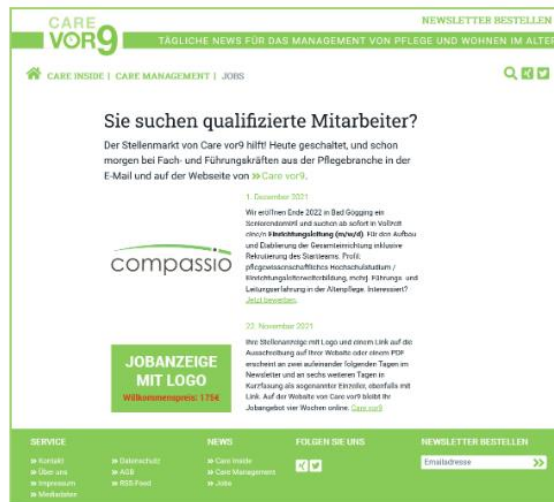 CARE
VOR9
NEWSLETTER BESTELLEN
TÄGLICHE NEWS FÜR DAS MANAGEMENT VON PFLEGE UND WOHNEN IM ALTER
CARE INSIDE | CARE MANAGEMENT | JOBS
Sie suchen qualifizierte Mitarbeiter?
Der Stellenmarkt von Care vor9 hilft! Heute geschaltet, und schon
morgen bei Fach- und Führungskräften aus der Pflegebranche in der
E-Mail und auf der Webseite von »» Care vor9.
compassio
1. Dezember 2021
Wir eröffnen Ende 2022 in Bad Gögging ein
Seniorendomizil und suchen ab sofort in Vollzeit
eine/n Einrichtungsleitung (m/w/d). Für den Aufbau
und Etablierung der Gesamteinrichtung inklusive
Rekrutierung des Startteams. Profil:
pflegewissenschaftliches Hochschulstudium /
Einrichtungsleiterweiterbildung, mehrj. Führungs- und
Leitungserfahrung in der Altenpflege. Interessiert?
Jetzt bewerben.
JOBANZEIGE
MIT LOGO
Willkommenspreis: 175€
22. November 2021
Ihre Stellenanzeige mit Logo und einem Link auf die
Ausschreibung auf Ihrer Website oder einem PDF
erscheint an zwei aufeinander folgenden Tagen im
Newsletter und an sechs weiteren Tagen in
Kurzfassung als sogenannter Einzeiler, ebenfalls mit
Link. Auf der Website von Care vor9 bleibt Ihr
Jobangebot vier Wochen online. Care vor9
SERVICE
»» Kontakt
»» Über uns
»» Impressum
»» Mediadaten
»» Datenschutz
»» AGB
»» RSS-Feed
NEWS
»» Care Inside
»» Care Management
»» Jobs
FOLGEN SIE UNS
NEWSLETTER BESTELLEN
Emailadresse »